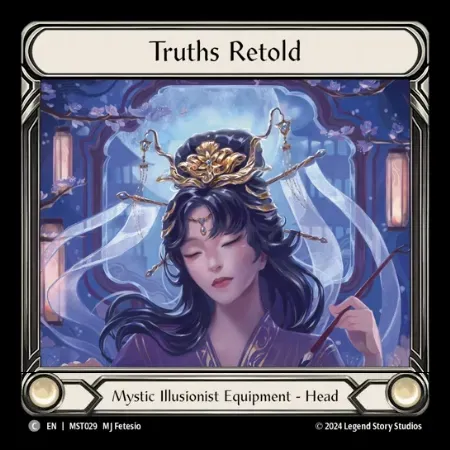 Truths Retold
Mystic Illusionist Equipment - Head
C EN | MST029 MJ Fetesio © 2024 Legend Story Studios